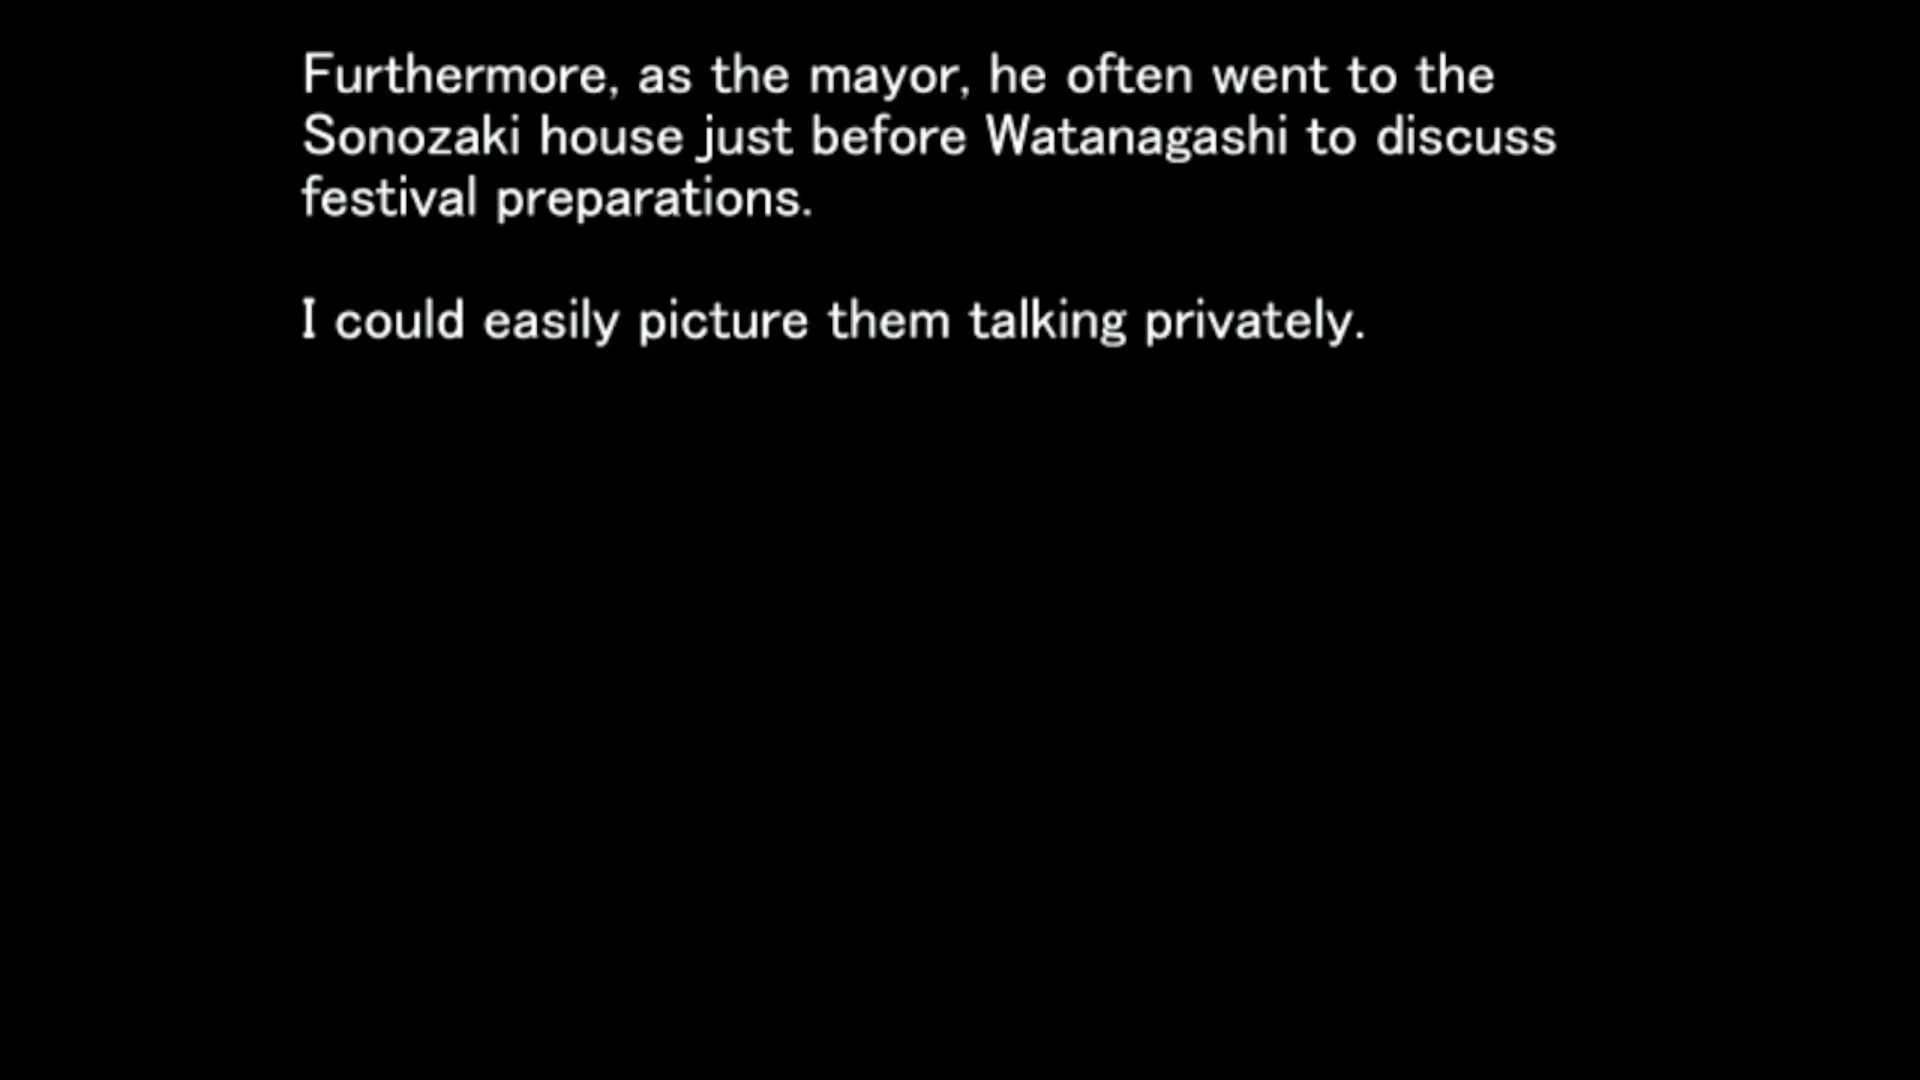 Furthermore, as the mayor, he often went to the
Sonozaki house just before Watanagashi to discuss
festival preparations.
I could easily picture them talking privately.